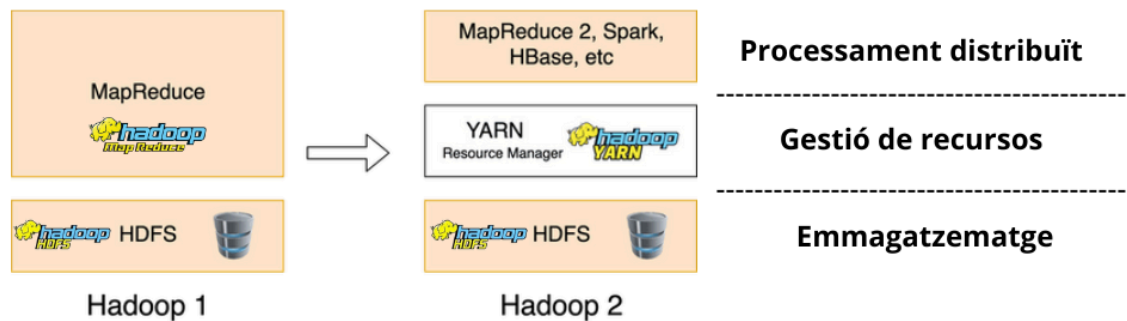 MapReduce
hadoop
Map Reduce
hadoop
HDFS
HDFS
Hadoop 1
MapReduce 2, Spark,
HBase, etc
YARN
Resource Manager
hadoop
YARN
hadoop
HDFS
HDFS
Hadoop 2
Processament distribuït
Gestió de recursos
Emmagatzematge